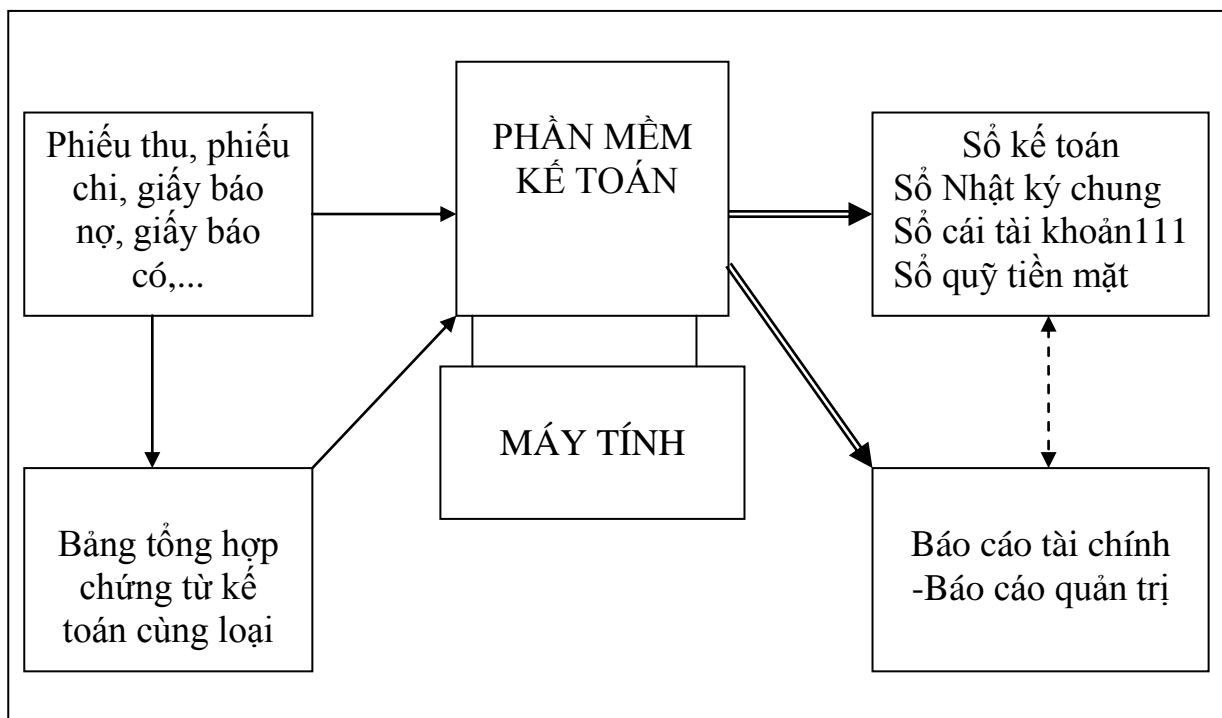 Phiếu thu, phiếu
chi, giấy báo
nợ, giấy báo
có,...
Bảng tổng hợp
chứng từ kế
toán cùng loại
PHẦN MỀM
KẾ TOÁN
MÁY TÍNH
Sổ kế toán
Sổ Nhật ký chung
Sổ cái tài khoản111
Sổ quỹ tiền mặt
Báo cáo tài chính
-Báo cáo quản trị